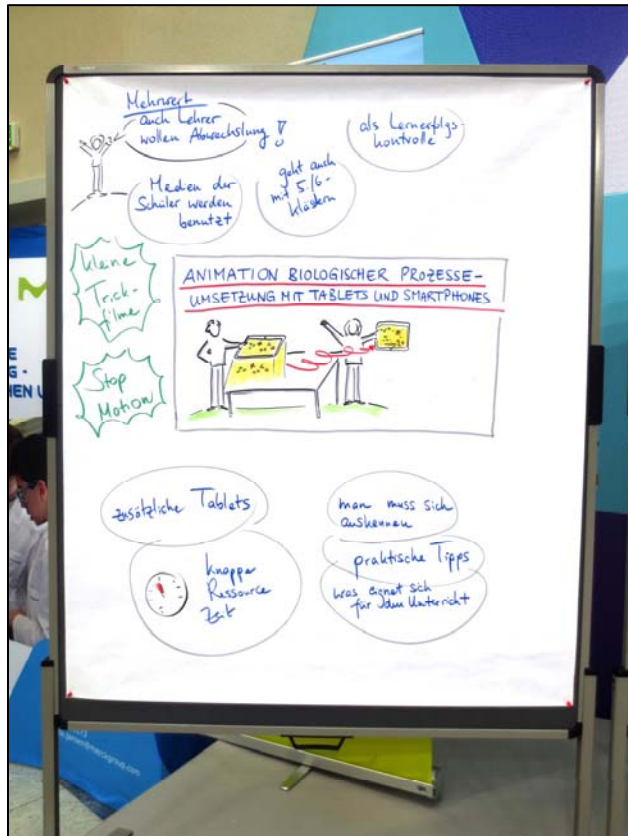 Mehrwert
auch Lehrer
wollen Abwechslung!
als Lernerfolgs-
kontrolle
Medien der
Schüler werden
benutzt
geht auch
mit 5./6-
klässlern
kleine
Trick-
filme
ANIMATION BIOLOGISCHER PROZESSE-
UMSETZUNG MIT TABLETS UND SMARTPHONES
Stop
Motion
zusätzliche Tablets
man muss sich
auskennen
knappe
Ressource
Zeit
praktische Tipps
was eignet sich
für den Unterricht